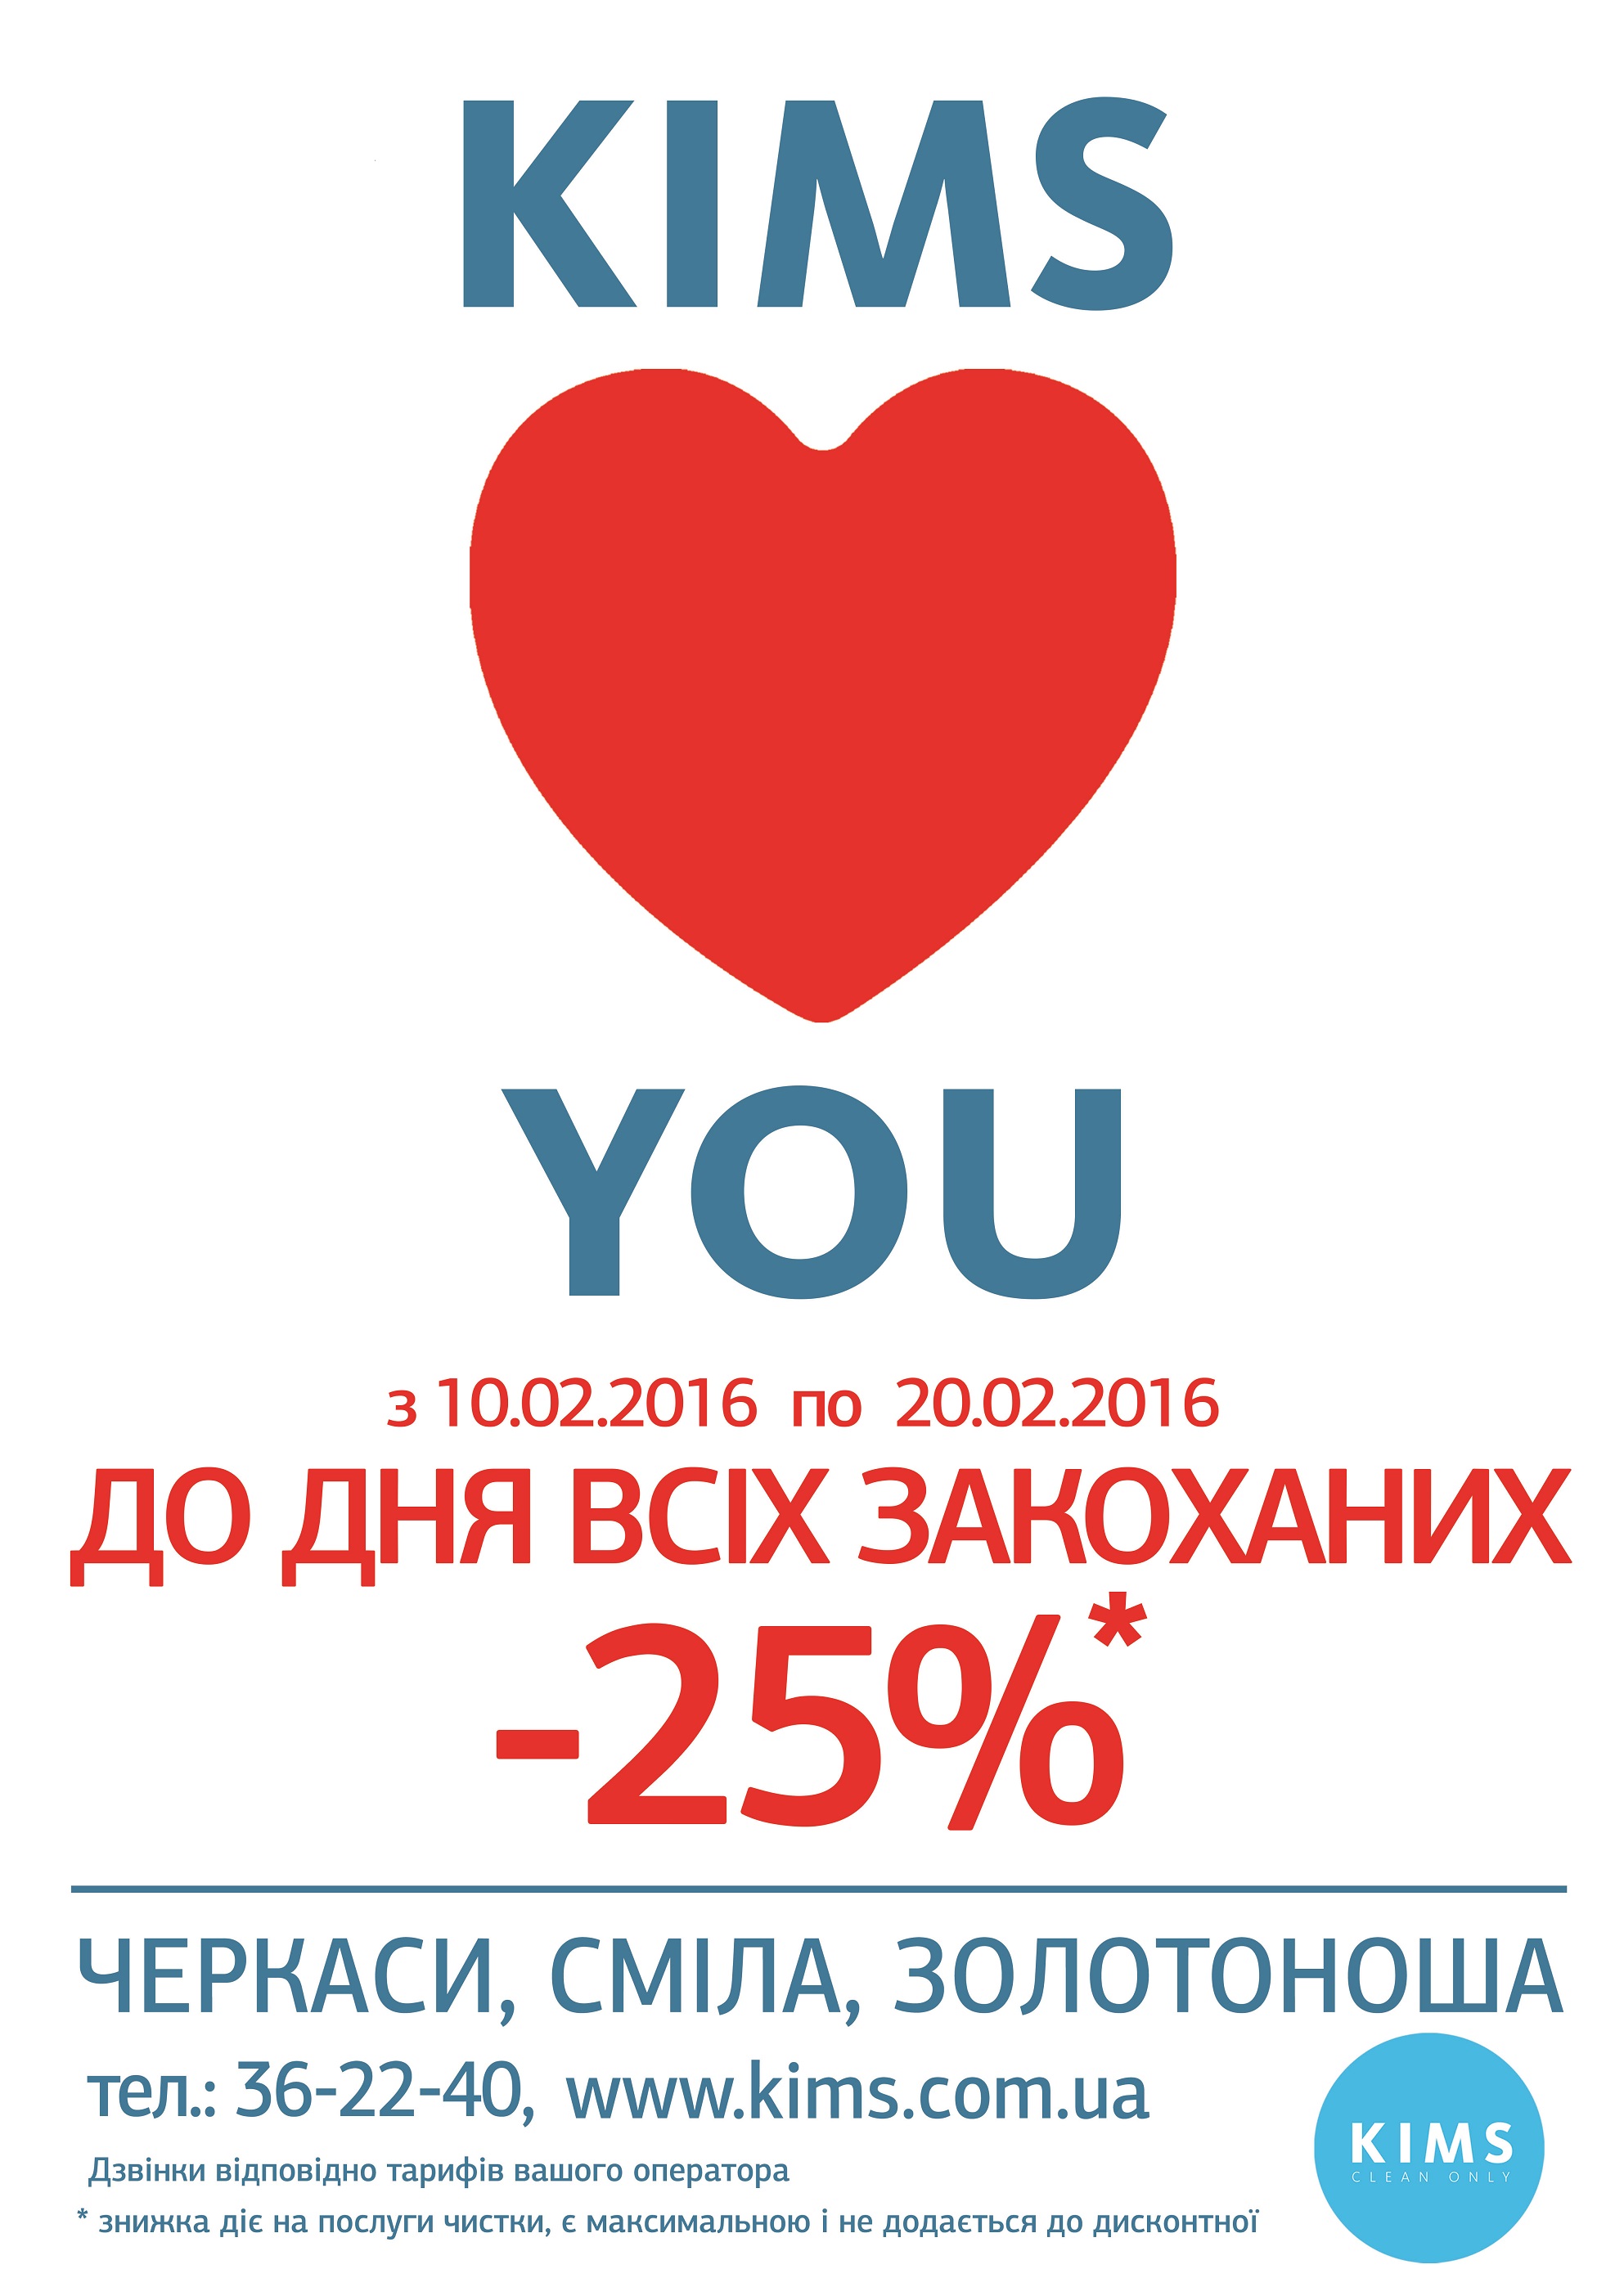 KIMS
YOU
з 10.02.2016 по 20.02.2016
ДО ДНЯ ВСІХ ЗАКОХАНИХ
-25%*
ЧЕРКАСИ, СМІЛА, ЗОЛОТОНОША
тел.: 36-22-40, www.kims.com.ua
Дзвінки відповідно тарифів вашого оператора
* знижка діє на послуги чистки, є максимальною і не додається до дисконтної
KIMS
CLEAN ONLY